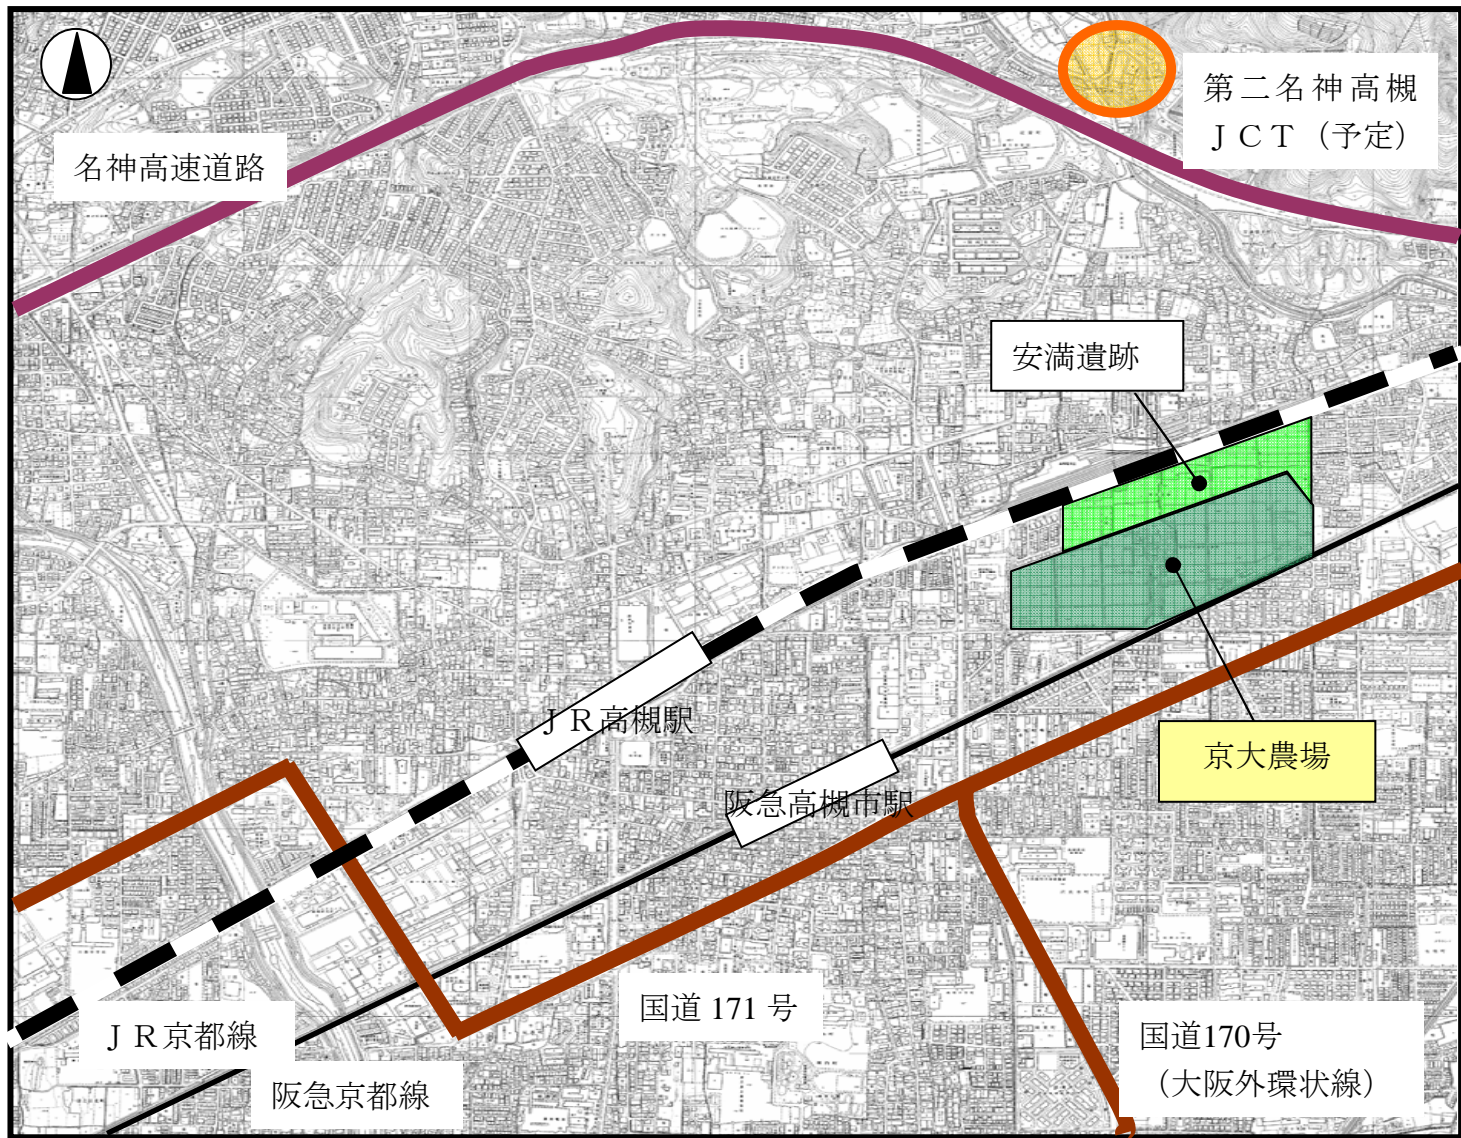 第二名神高槻
ＪＣＴ（予定）
名神高速道路
安満遺跡
ＪＲ高槻駅
京大農場
阪急高槻市駅
国道 171 号
ＪＲ京都線
国道170号
（大阪外環状線）
阪急京都線